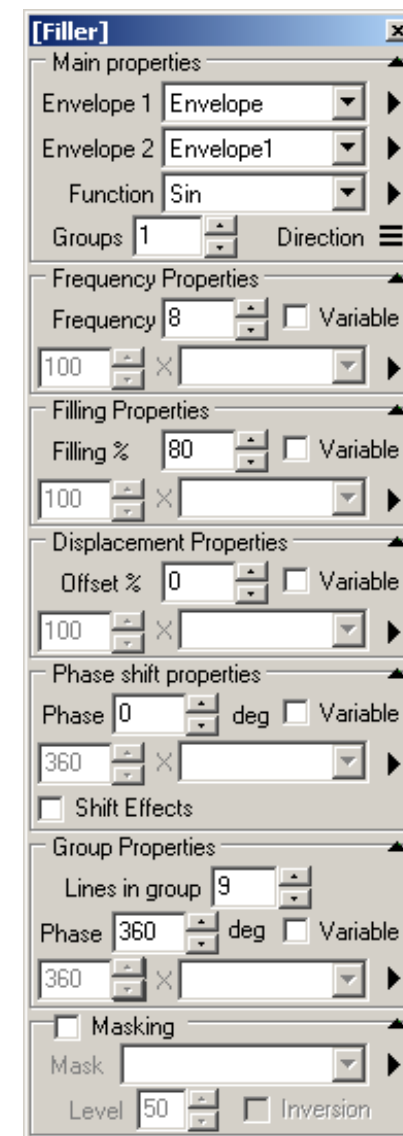 [Filler]
Main properties
Envelope 1 Envelope
Envelope 2 Envelope1
Function Sin
Groups 1 Direction
Frequency Properties
Frequency 8 Variable
100 X
Filling Properties
Filling % 80 Variable
100 X
Displacement Properties
Offset % 0 Variable
100 X
Phase shift properties
Phase 0 deg Variable
360 X
Shift Effects
Group Properties
Lines in group 9
Phase 360 deg Variable
360 X
Masking
Mask
Level 50 Inversion